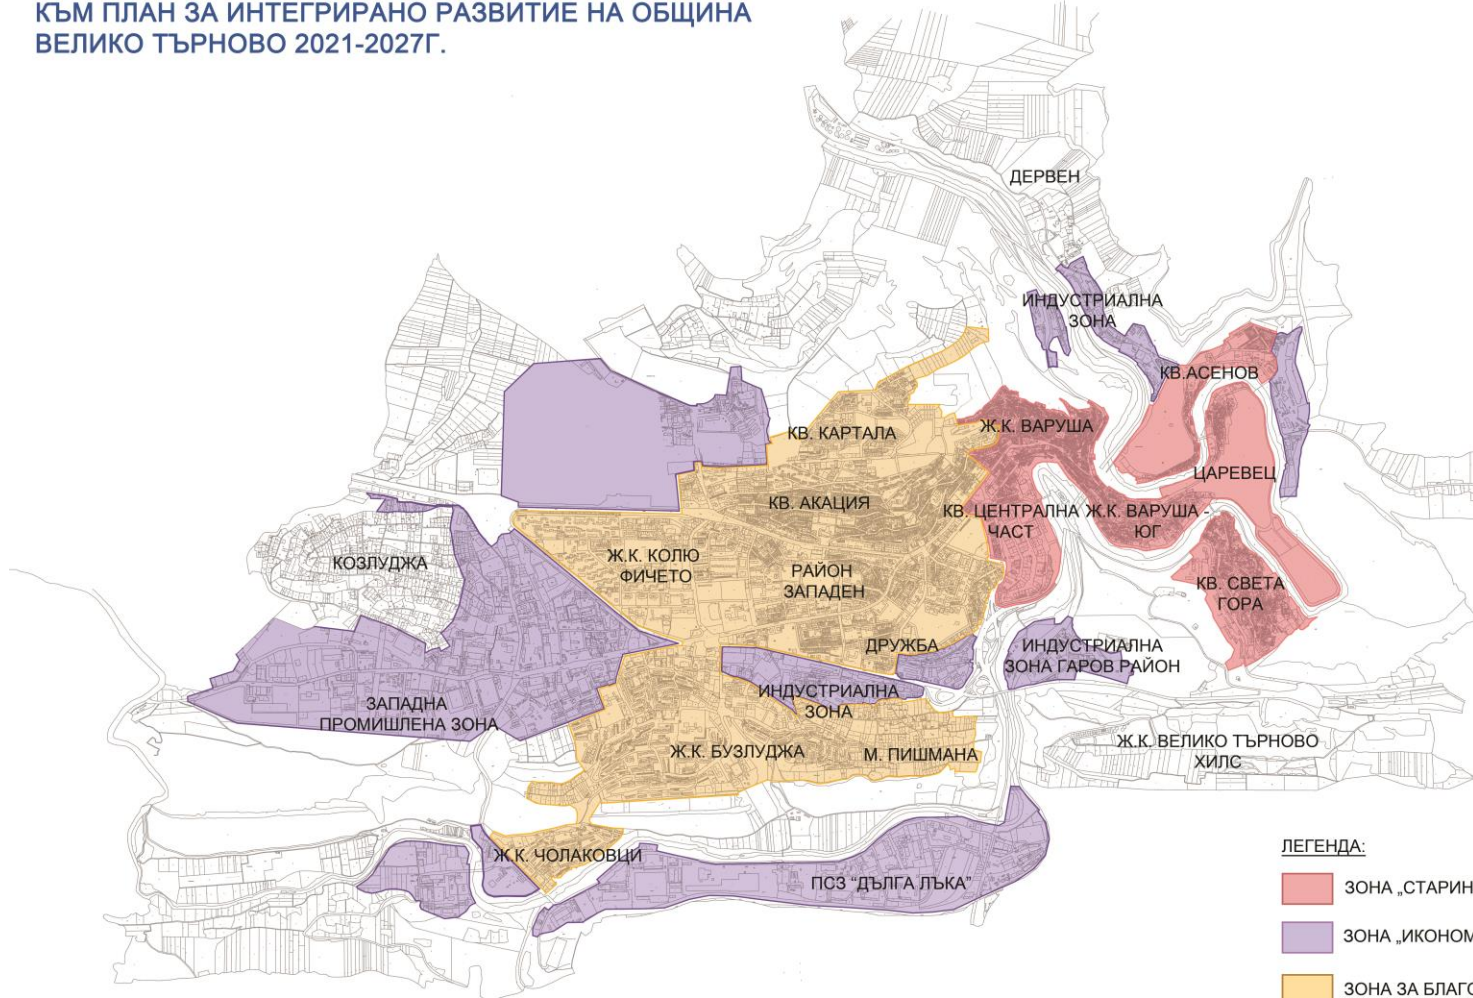 КЪМ ПЛАН ЗА ИНТЕГРИРАНО РАЗВИТИЕ НА ОБЩИНА
ВЕЛИКО ТЪРНОВО 2021-2027Г.
ДЕРВЕН
ИНДУСТРИАЛНА
ЗОНА
КВ.АСЕНОВ
КВ. КАРТАЛА
Ж.К. ВАРУША
ЦАРЕВЕЦ
КВ. АКАЦИЯ
КВ. ЦЕНТРАЛНА
ЧАСТ
Ж.К. ВАРУША -
ЮГ
КОЗЛУДЖА
Ж.К. КОЛЮ
ФИЧЕТО
РАЙОН
ЗАПАДЕН
КВ. СВЕТА
ГОРА
ДРУЖБА
ИНДУСТРИАЛНА
ЗОНА ГАРОВ РАЙОН
ЗАПАДНА
ПРОМИШЛЕНА ЗОНА
ИНДУСТРИАЛНА
ЗОНА
Ж.К. БУЗЛУДЖА
М. ПИШМАНА
Ж.К. ВЕЛИКО ТЪРНОВО
ХИЛС
Ж.К. ЧОЛАКОВЦИ
ПСЗ "ДЪЛГА ЛЪКА"
ЛЕГЕНДА:
ЗОНА „СТАРИН
ЗОНА „ИКОНОМ
ЗОНА ЗА БЛАГО